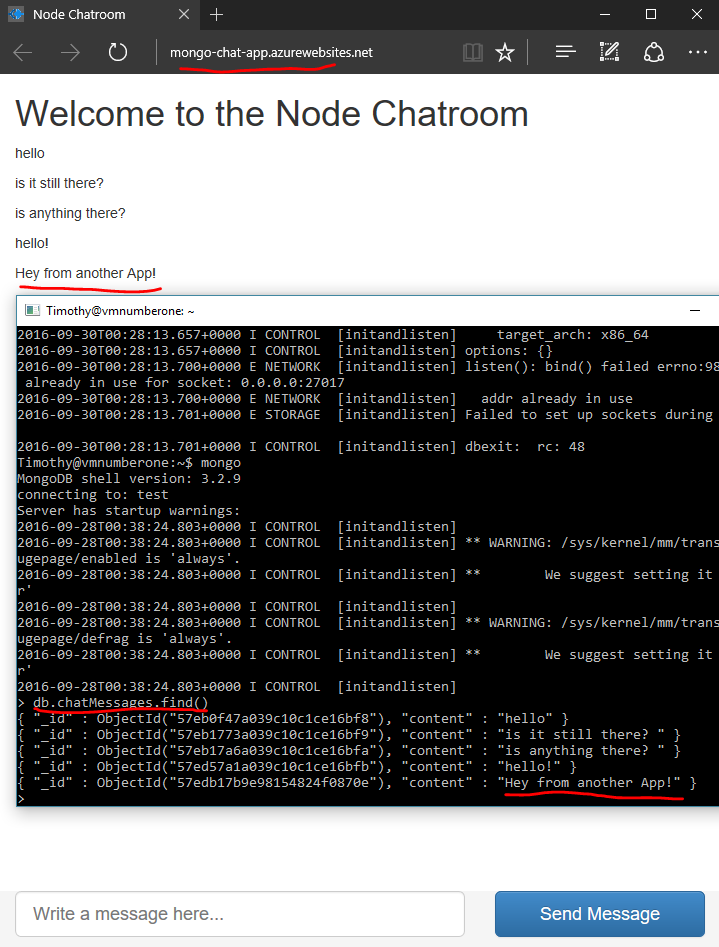 Node Chatroom
mongo-chat-app.azurewebsites.net
Welcome to the Node Chatroom
hello
is it still there?
is anything there?
hello!
Hey from another App!
Timothy@vmnumberone: ~
2016-09-30T00:28:13.657+0000 I CONTROL  [initandlisten]     target_arch: x86_64
2016-09-30T00:28:13.657+0000 I CONTROL  [initandlisten] options: {}
2016-09-30T00:28:13.700+0000 E NETWORK  [initandlisten] listen(): bind() failed errno:98
already in use for socket: 0.0.0.0:27017
2016-09-30T00:28:13.700+0000 E NETWORK  [initandlisten]   addr already in use
2016-09-30T00:28:13.701+0000 E STORAGE  [initandlisten] Failed to set up sockets during
2016-09-30T00:28:13.701+0000 I CONTROL  [initandlisten] dbexit:  rc: 48
Timothy@vmnumberone:~$ mongo
MongoDB shell version: 3.2.9
connecting to: test
Server has startup warnings:
2016-09-28T00:38:24.803+0000 I CONTROL  [initandlisten]
2016-09-28T00:38:24.803+0000 I CONTROL  [initandlisten] ** WARNING: /sys/kernel/mm/trans
ugepage/enabled is 'always'.
2016-09-28T00:38:24.803+0000 I CONTROL  [initandlisten] **        We suggest setting it
r'
2016-09-28T00:38:24.803+0000 I CONTROL  [initandlisten]
2016-09-28T00:38:24.803+0000 I CONTROL  [initandlisten] ** WARNING: /sys/kernel/mm/trans
ugepage/defrag is 'always'.
2016-09-28T00:38:24.803+0000 I CONTROL  [initandlisten] **        We suggest setting it
r'
2016-09-28T00:38:24.803+0000 I CONTROL  [initandlisten]
> db.chatMessages.find()
{ "_id" : ObjectId("57eb0f47a039c10c1ce16bf8"), "content" : "hello" }
{ "_id" : ObjectId("57eb1773a039c10c1ce16bf9"), "content" : "is it still there? " }
{ "_id" : ObjectId("57eb17a6a039c10c1ce16bfa"), "content" : "is anything there? " }
{ "_id" : ObjectId("57ed57a1a039c10c1ce16bfb"), "content" : "hello!" }
{ "_id" : ObjectId("57edb17b9e98154824f0870e"), "content" : "Hey from another App!" }
>
Write a message here...
Send Message